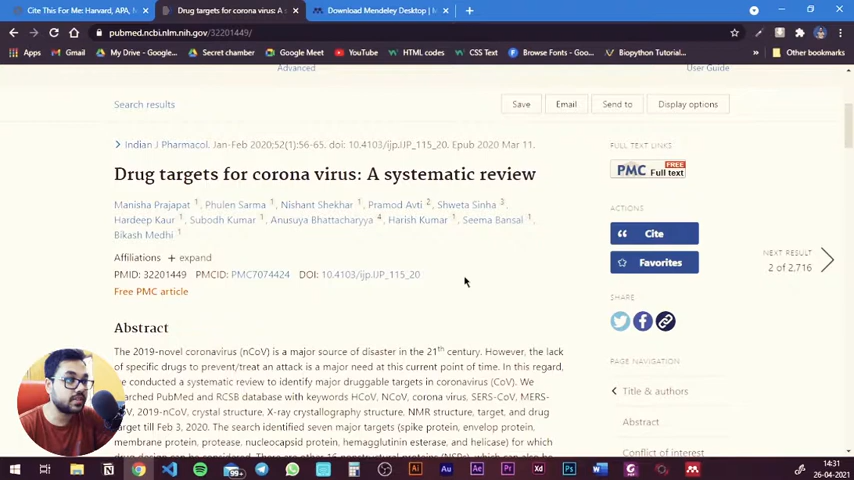 Cite This For Me: Harvard, APA, M
Drug targets for corona virus: A s
Download Mendeley Desktop | M
pubmed.ncbi.nlm.nih.gov/32201449/
Apps
Gmail
My Drive - Google...
Secret chamber
Google Meet
YouTube
HTML codes
CSS Text
Browse Fonts - Goo...
Biopython Tutorial...
Other bookmarks
Advanced
User Guide
Search results
Save
Email
Send to
Display options
Indian J Pharmacol. Jan-Feb 2020;52(1):56-65. doi: 10.4103/ijp.IJP_115_20. Epub 2020 Mar 11.
Drug targets for corona virus: A systematic review
Manisha Prajapat 1, Phulen Sarma 1, Nishant Shekhar 1, Pramod Avti 2, Shweta Sinha 3,
Hardeep Kaur 1, Subodh Kumar 1, Anusuya Bhattacharyya 4, Harish Kumar 1, Seema Bansal 1,
Bikash Medhi 1
Affiliations + expand
PMID: 32201449 PMCID: PMC7074424 DOI: 10.4103/ijp.IJP_115_20
Free PMC article
Abstract
The 2019-novel coronavirus (nCoV) is a major source of disaster in the 21th century. However, the lack
of specific drugs to prevent/treat an attack is a major need at this current point of time. In this regard,
we conducted a systematic review to identify major druggable targets in coronavirus (CoV). We
arched PubMed and RCSB database with keywords HCoV, NCoV, corona virus, SERS-CoV, MERS-
CoV, 2019-nCoV, crystal structure, X-ray crystallography structure, NMR structure, target, and drug
target till Feb 3, 2020. The search identified seven major targets (spike protein, envelop protein,
membrane protein, protease, nucleocapsid protein, hemagglutinin esterase, and helicase) for which
FULL TEXT LINKS
PMC FREE Full text
ACTIONS
Cite
Favorites
SHARE
PAGE NAVIGATION
Title & authors
Abstract
Conflict of interest
NEXT RESULT
2 of 2,716
99+
Ai
Au
Ae
Pr
Xd
Ps
14:31
26-04-2021